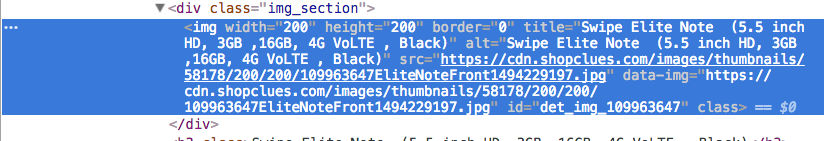 ▼<div class="img_section">
… <img width="200" height="200" border="0" title="Swipe Elite Note  (5.5 inch
HD, 3GB ,16GB, 4G VoLTE , Black)" alt="Swipe Elite Note  (5.5 inch HD, 3GB
,16GB, 4G VoLTE , Black)" src="https://cdn.shopclues.com/images/thumbnails/
58178/200/200/109963647EliteNoteFront1494229197.jpg" data-img="https://
cdn.shopclues.com/images/thumbnails/58178/200/200/
109963647EliteNoteFront1494229197.jpg" id="det_img_109963647" class> == $0
</div>
<h3 class>Swipe Elite Note  (5.5 inch HD, 3GB ,16GB, 4G VoLTE , Black)</h3>